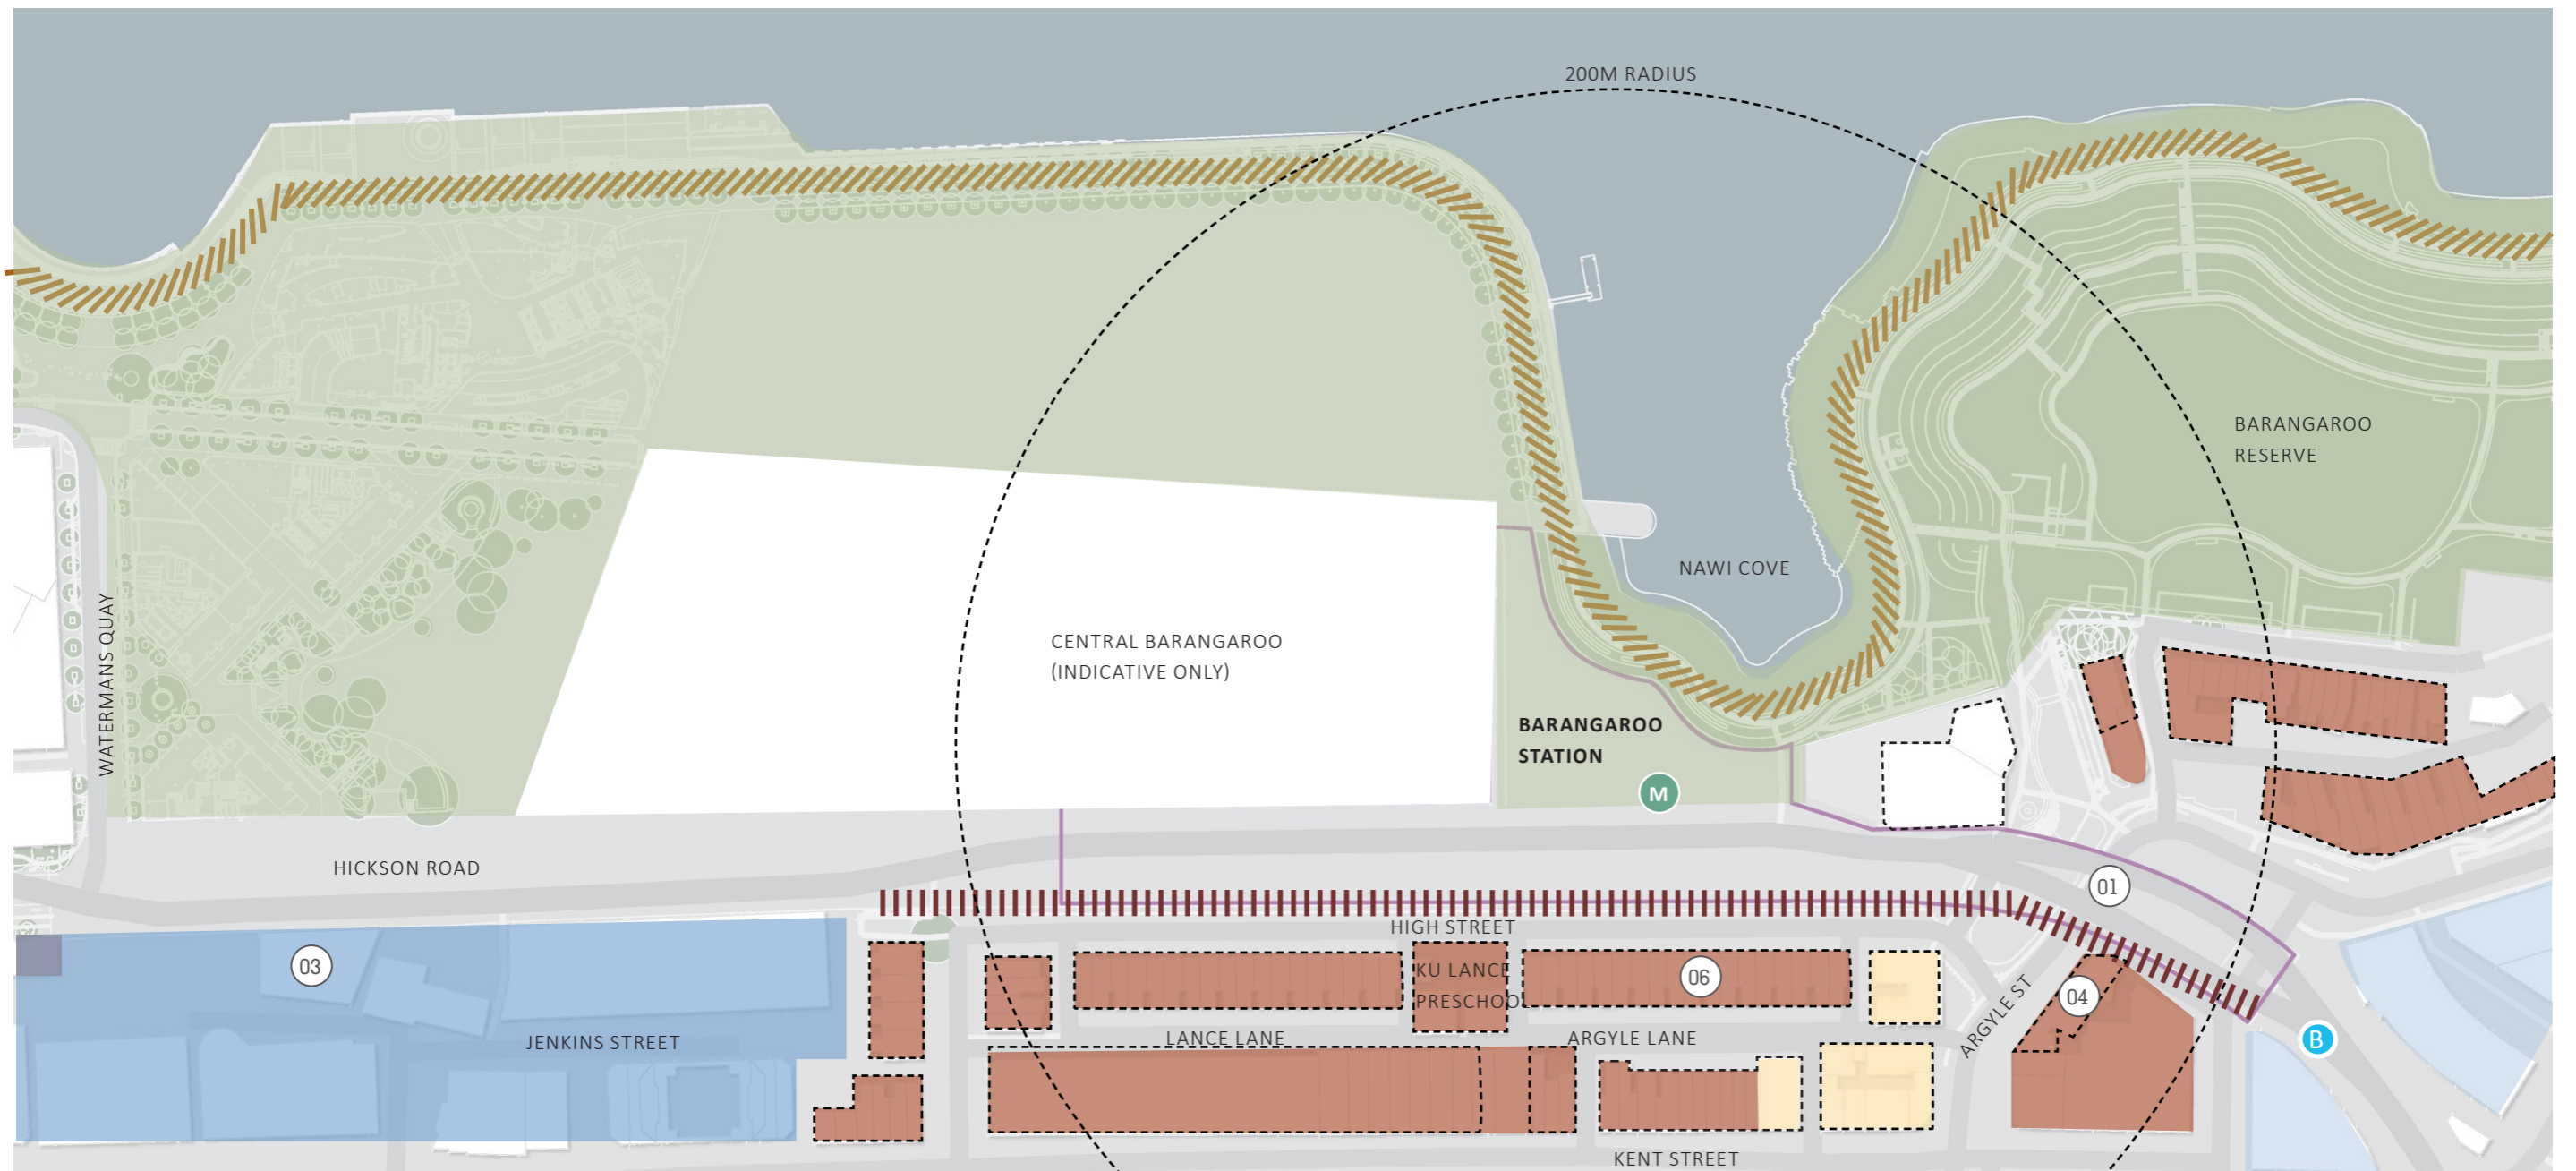 200M RADIUS
BARANGAROO
RESERVE
NAWI COVE
WATERMANS QUAY
CENTRAL BARANGAROO
(INDICATIVE ONLY)
BARANGAROO
STATION
M
HICKSON ROAD
01
HIGH STREET
03
KU LANCE
PRESCHOO
06
04
ARGYLE ST
JENKINS STREET
LANCE LANE
ARGYLE LANE
B
KENT STREET